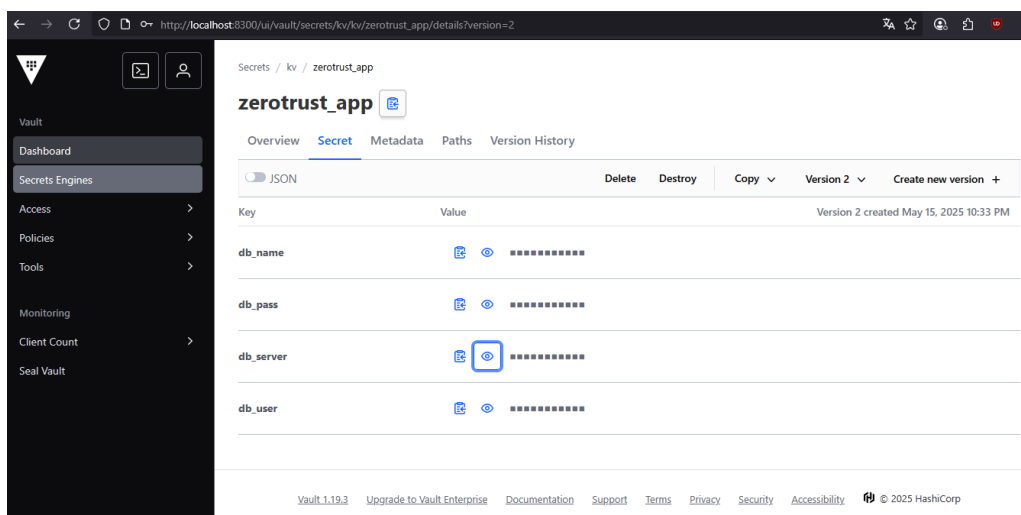 http://localhost:8300/ui/vault/secrets/kv/kv/zerotrust_app/details?version=2
Secrets / kv / zerotrust_app
zerotrust_app
Vault
Dashboard
Secrets Engines
Access
Policies
Tools
Monitoring
Client Count
Seal Vault
Overview Secret Metadata Paths Version History
JSON Delete Destroy Copy Version 2 Create new version +
Key Value Version 2 created May 15, 2025 10:33 PM
db_name
db_pass
db_server
db_user
Vault 1.19.3 Upgrade to Vault Enterprise Documentation Support Terms Privacy Security Accessibility © 2025 HashiCorp